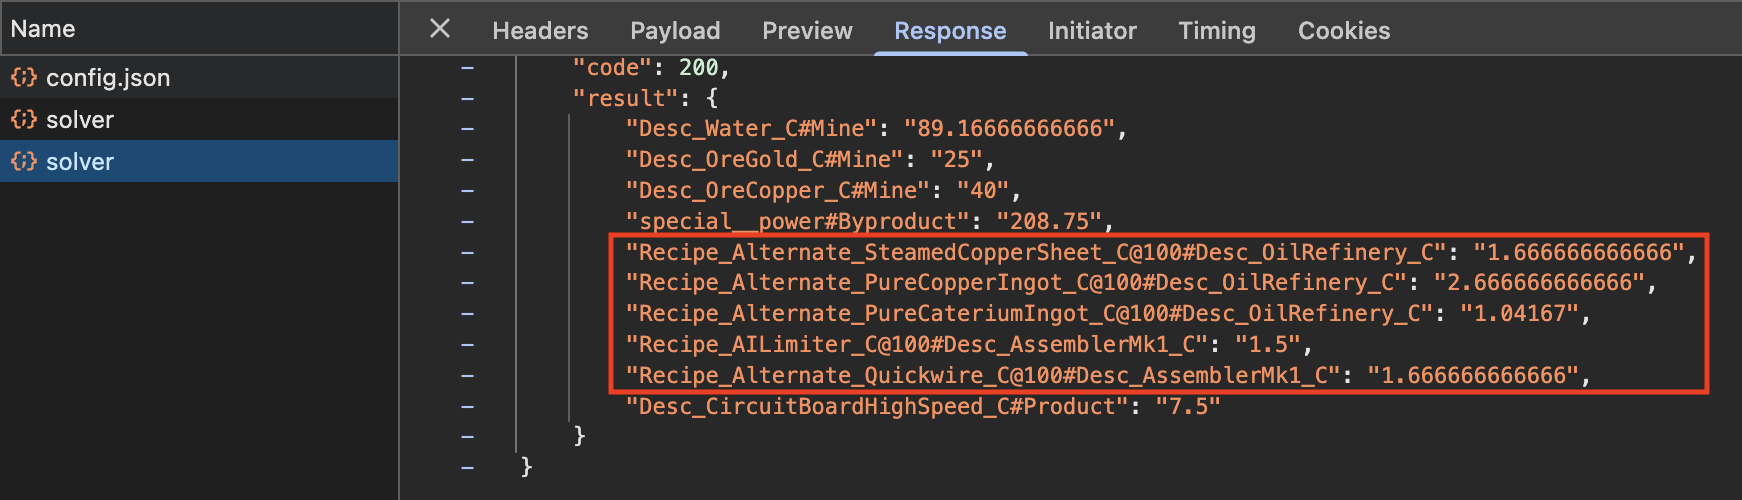 Name
Headers Payload Preview Response Initiator Timing Cookies
config.json
solver
solver
"code": 200,
"result": {
"Desc_Water_C#Mine": "89.16666666666",
"Desc_OreGold_C#Mine": "25",
"Desc_OreCopper_C#Mine": "40",
"special__power#Byproduct": "208.75",
"Recipe_Alternate_SteamedCopperSheet_C@100#Desc_OilRefinery_C": "1.666666666666",
"Recipe_Alternate_PureCopperIngot_C@100#Desc_OilRefinery_C": "2.666666666666",
"Recipe_Alternate_PureCateriumIngot_C@100#Desc_OilRefinery_C": "1.04167",
"Recipe_AILimiter_C@100#Desc_AssemblerMk1_C": "1.5",
"Recipe_Alternate_Quickwire_C@100#Desc_AssemblerMk1_C": "1.666666666666",
"Desc_CircuitBoardHighSpeed_C#Product": "7.5"
}
}